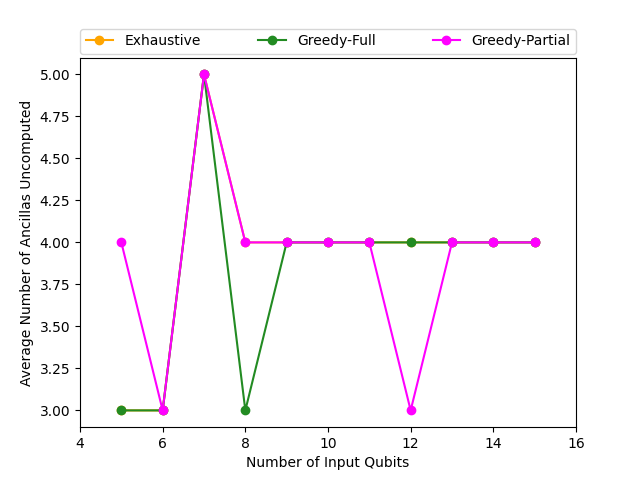 Exhaustive Greedy-Full Greedy-Partial
5.00
4.75
4.50
4.25
4.00
3.75
3.50
3.25
3.00
Average Number of Ancillas Uncomputed
4 6 8 10 12 14 16
Number of Input Qubits